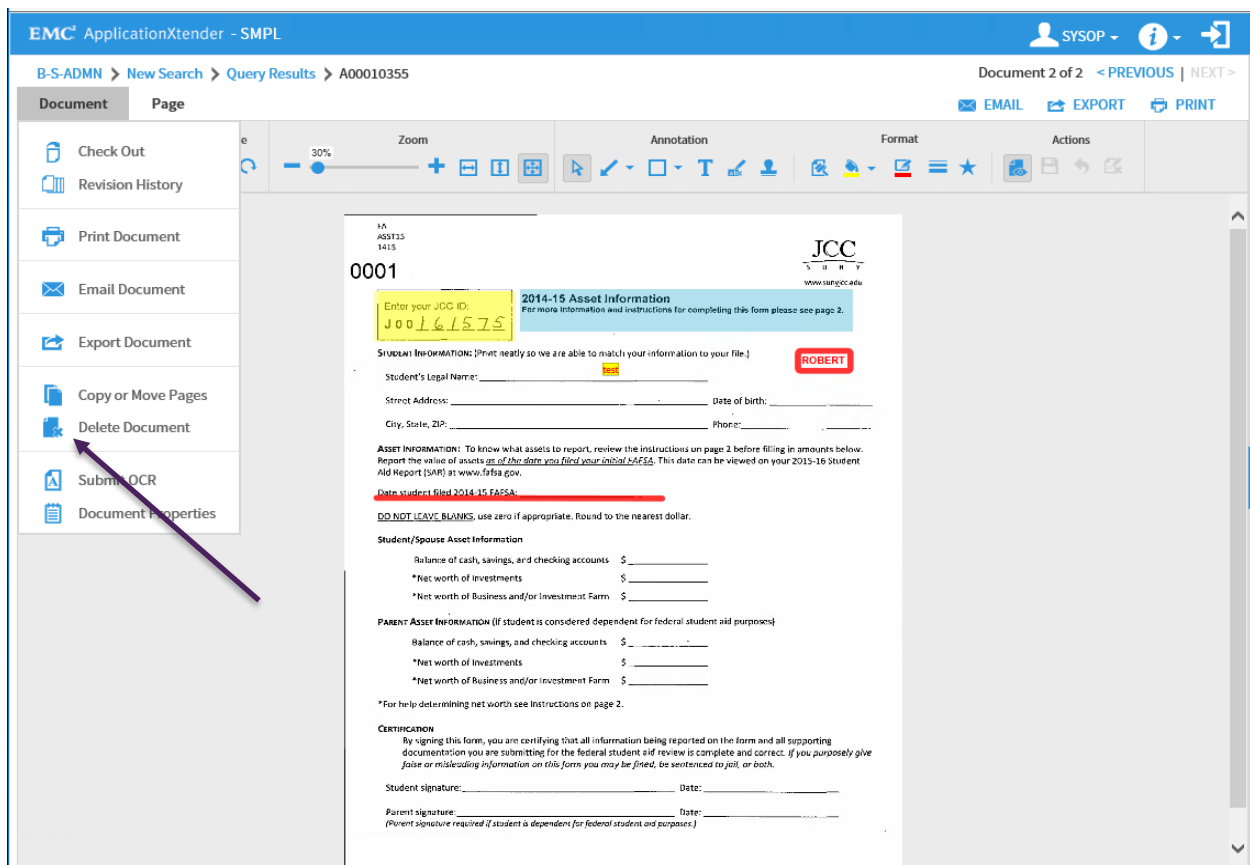 EMC² ApplicationXtender - SMPL
SYSOP
B-S-ADMN > New Search > Query Results > A00010355
Document 2 of 2 < PREVIOUS | NEXT >
Document Page
EMAIL EXPORT PRINT
Check Out
Revision History
Print Document
Email Document
Export Document
Copy or Move Pages
Delete Document
Submit OCR
Document Properties
e
Zoom
30%
Annotation
Format
Actions
FA
ASST15
1415
0001
JCC
SUNY
www.sunyjcc.edu
Enter your JCC ID:
J00161575
2014-15 Asset Information
For more information and instructions for completing this form please see page 2.
STUDENT INFORMATION: (Print neatly so we are able to match your information to your file.)
ROBERT
test
Student's Legal Name:
Street Address: Date of birth:
City, State, ZIP: Phone:
ASSET INFORMATION: To know what assets to report, review the instructions on page 2 before filling in amounts below.
Report the value of assets as of the date you filed your initial FAFSA. This date can be viewed on your 2015-16 Student
Aid Report (SAR) at www.fafsa.gov.
Date student filed 2014-15 FAFSA:
DO NOT LEAVE BLANKS, use zero if appropriate. Round to the nearest dollar.
Student/Spouse Asset Information
Balance of cash, savings, and checking accounts $
*Net worth of Investments $
*Net worth of Business and/or Investment Farm $
PARENT ASSET INFORMATION (If student is considered dependent for federal student aid purposes)
Balance of cash, savings, and checking accounts $
*Net worth of Investments $
*Net worth of Business and/or Investment Farm $
*For help determining net worth see Instructions on page 2.
CERTIFICATION
By signing this form, you are certifying that all information being reported on the form and all supporting
documentation you are submitting for the federal student aid review is complete and correct. If you purposely give
false or misleading information on this form you may be fined, be sentenced to jail, or both.
Student signature: Date:
Parent signature: Date:
(Parent signature required if student is dependent for federal student aid purposes.)